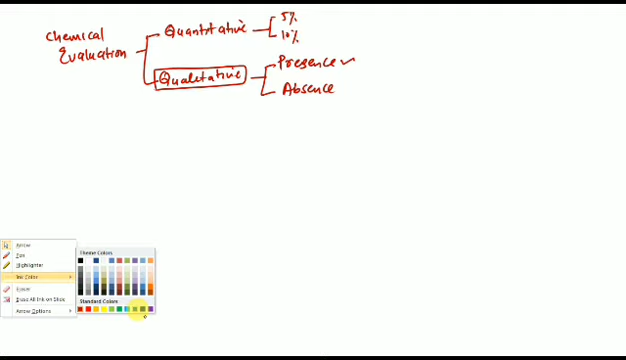 Chemical
Evaluation
Quantitative
5%
10%
Qualitative
Presence ✓
Absence
Arrow
Pen
Highlighter
Ink Color
Eraser
Erase All Ink on Slide
Arrow Options
Theme Colors
Standard Colors